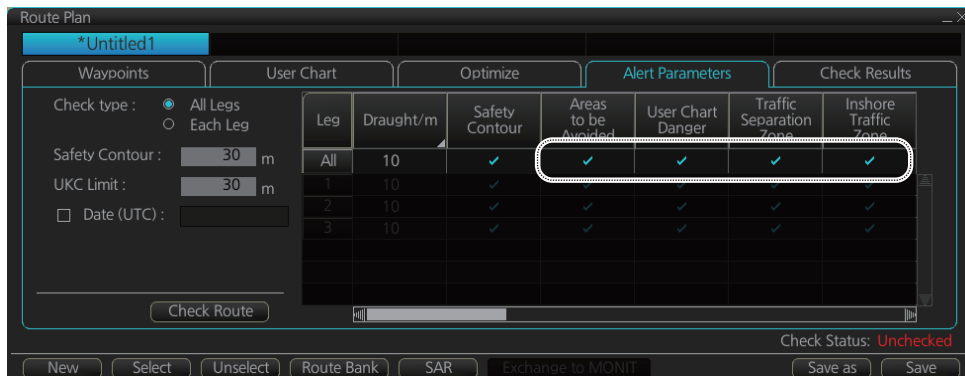 Route Plan
*Untitled1
Waypoints User Chart Optimize Alert Parameters Check Results
Check type : All Legs
Each Leg
Safety Contour : 30 m
UKC Limit : 30 m
Date (UTC) :
Check Route
Leg Draught/m Safety Contour Areas to be Avoided User Chart Danger Traffic Separation Zone Inshore Traffic Zone
All 10 ✓ ✓ ✓ ✓ ✓
1 10 ✓ ✓ ✓ ✓ ✓
2 10 ✓ ✓ ✓ ✓ ✓
3 10 ✓ ✓ ✓ ✓ ✓
Check Status: Unchecked
New Select Unselect Route Bank SAR Exchange to MONIT Save as Save